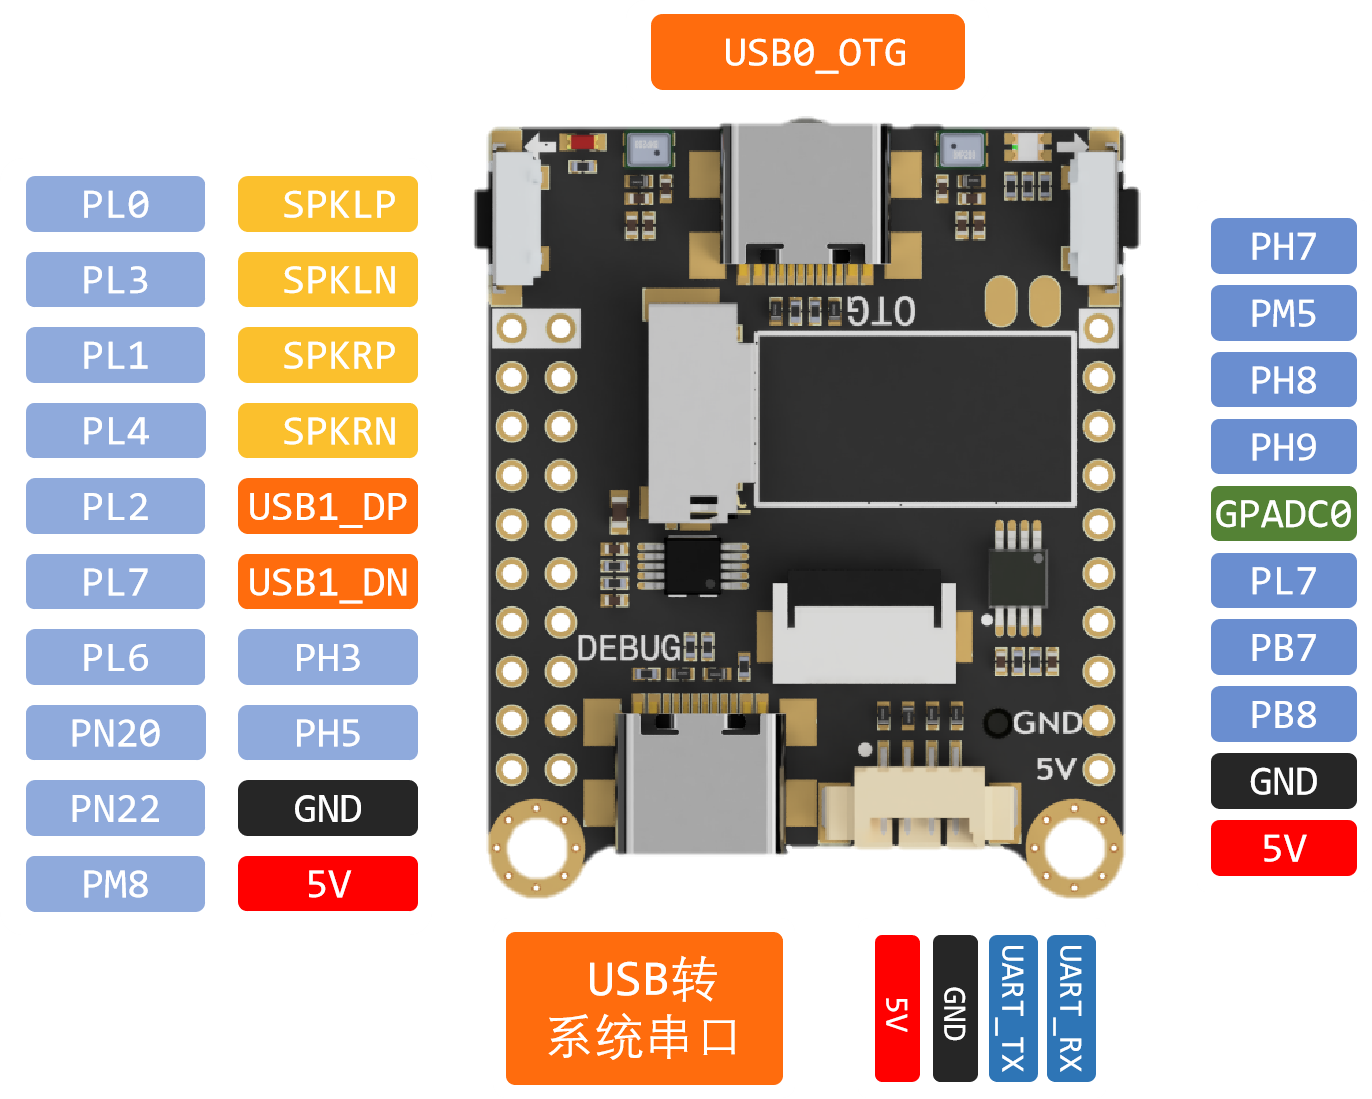 USB0_OTG
PL0 SPKLP
PL3 SPKLN
PL1 SPKRP
PL4 SPKRN
PL2 USB1_DP
PL7 USB1_DN
PL6 PH3
PN20 PH5
PN22 GND
PM8 5V
OTG
DEBUG
GND
5V
PH7
PM5
PH8
PH9
GPADC0
PL7
PB7
PB8
GND
5V
USB转
系统串口
5V
GND
UART_TX
UART_RX